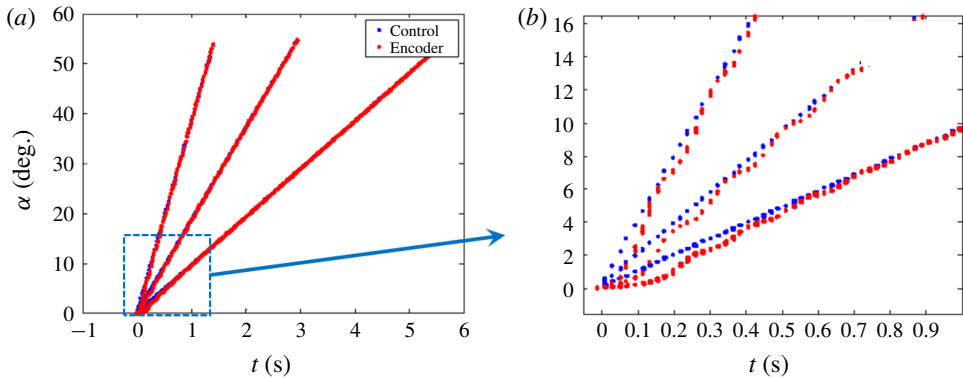 (a)
60
50
40
30
20
10
0
α (deg.)
Control
Encoder
−1 0 1 2 3 4 5 6
t (s)
(b)
16
14
12
10
8
6
4
2
0
0 0.1 0.2 0.3 0.4 0.5 0.6 0.7 0.8 0.9
t (s)